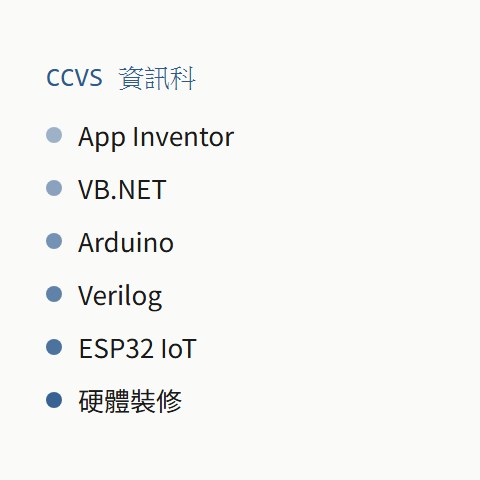 CCVS 資訊科
App Inventor
VB.NET
Arduino
Verilog
ESP32 IoT
硬體裝修